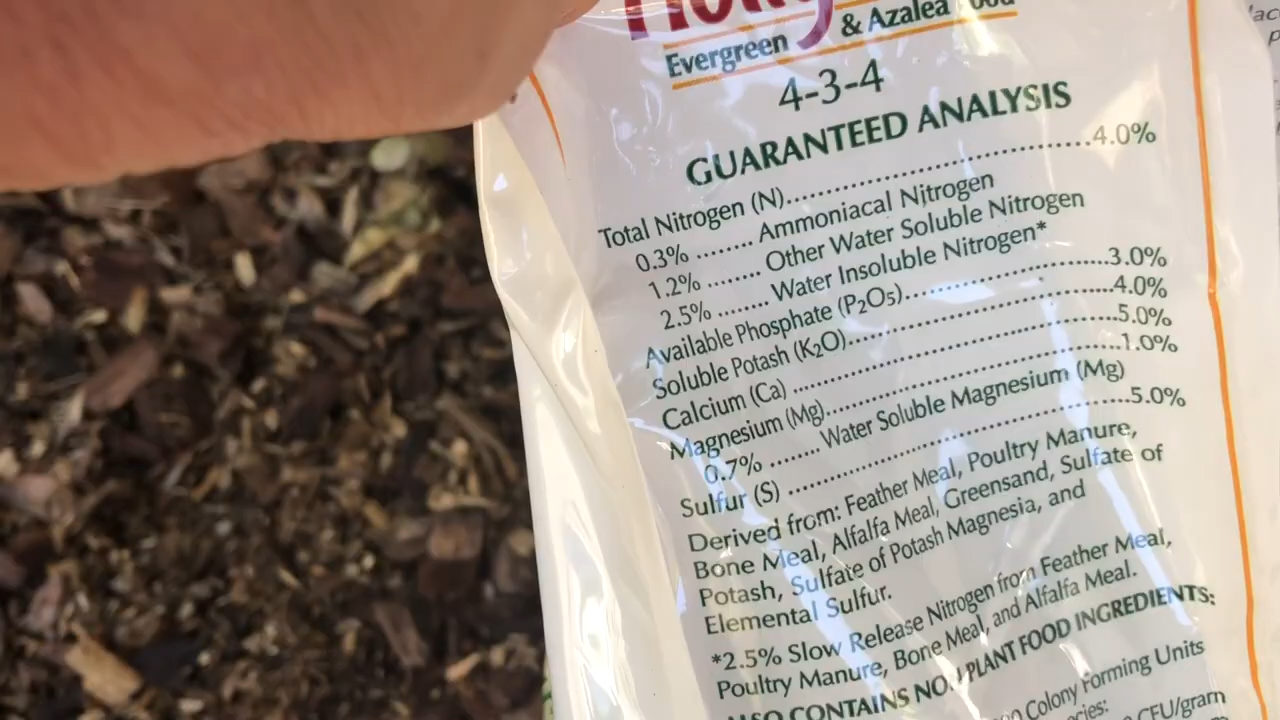 Evergreen & Azalea
4-3-4
GUARANTEED ANALYSIS
Total Nitrogen (N)..............................4.0%
0.3% ....... Ammoniacal Nitrogen
1.2% ....... Other Water Soluble Nitrogen
2.5% ....... Water Insoluble Nitrogen*
Available Phosphate (P₂O₅)....................3.0%
Soluble Potash (K₂O)..........................4.0%
Calcium (Ca) ..................................5.0%
Magnesium (Mg)................................1.0%
0.7% ....... Water Soluble Magnesium (Mg)
Sulfur (S) .....................................5.0%
Derived from: Feather Meal, Poultry Manure,
Bone Meal, Alfalfa Meal, Greensand, Sulfate of
Potash, Sulfate of Potash Magnesia, and
Elemental Sulfur.
*2.5% Slow Release Nitrogen from Feather Meal,
Poultry Manure, Bone Meal, and Alfalfa Meal.
CONTAINS PLANT FOOD INGREDIENTS:
Colony Forming Units
CFU/gram